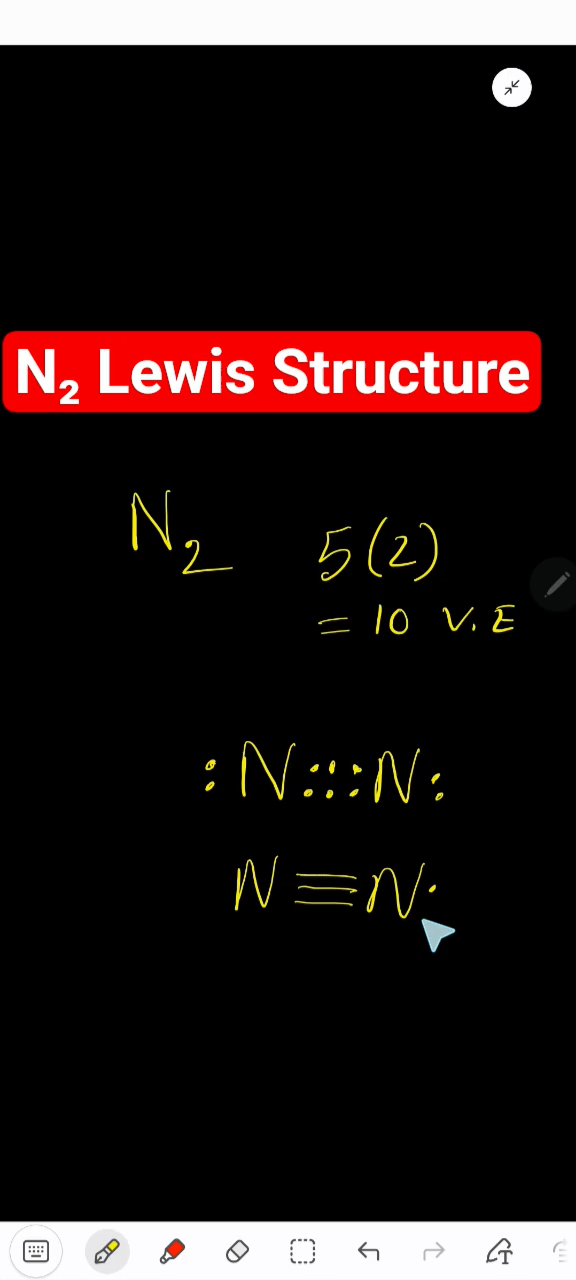 N₂ Lewis Structure
N₂ 5(2)
= 10 V.E
:N:::N:
N≡N·